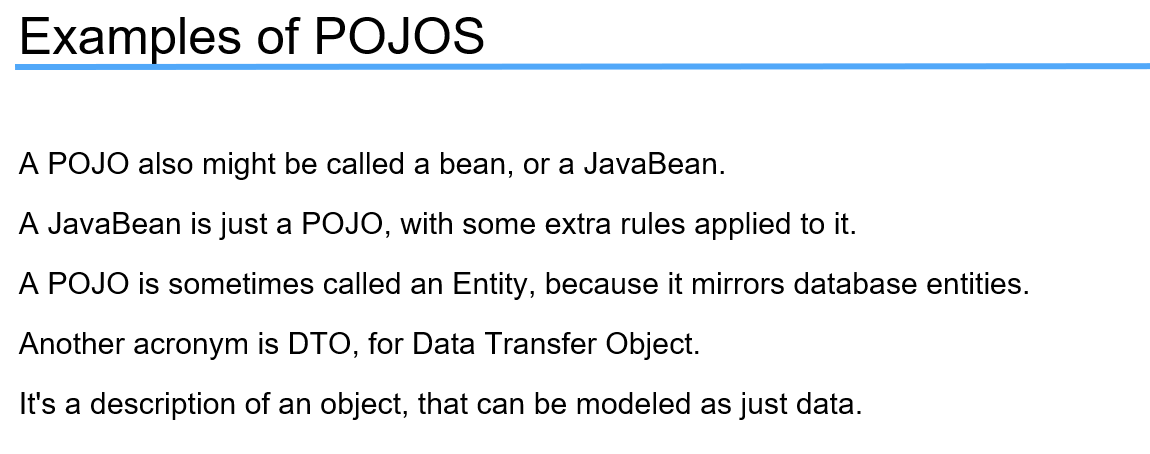 Examples of POJOS
A POJO also might be called a bean, or a JavaBean.
A JavaBean is just a POJO, with some extra rules applied to it.
A POJO is sometimes called an Entity, because it mirrors database entities.
Another acronym is DTO, for Data Transfer Object.
It's a description of an object, that can be modeled as just data.